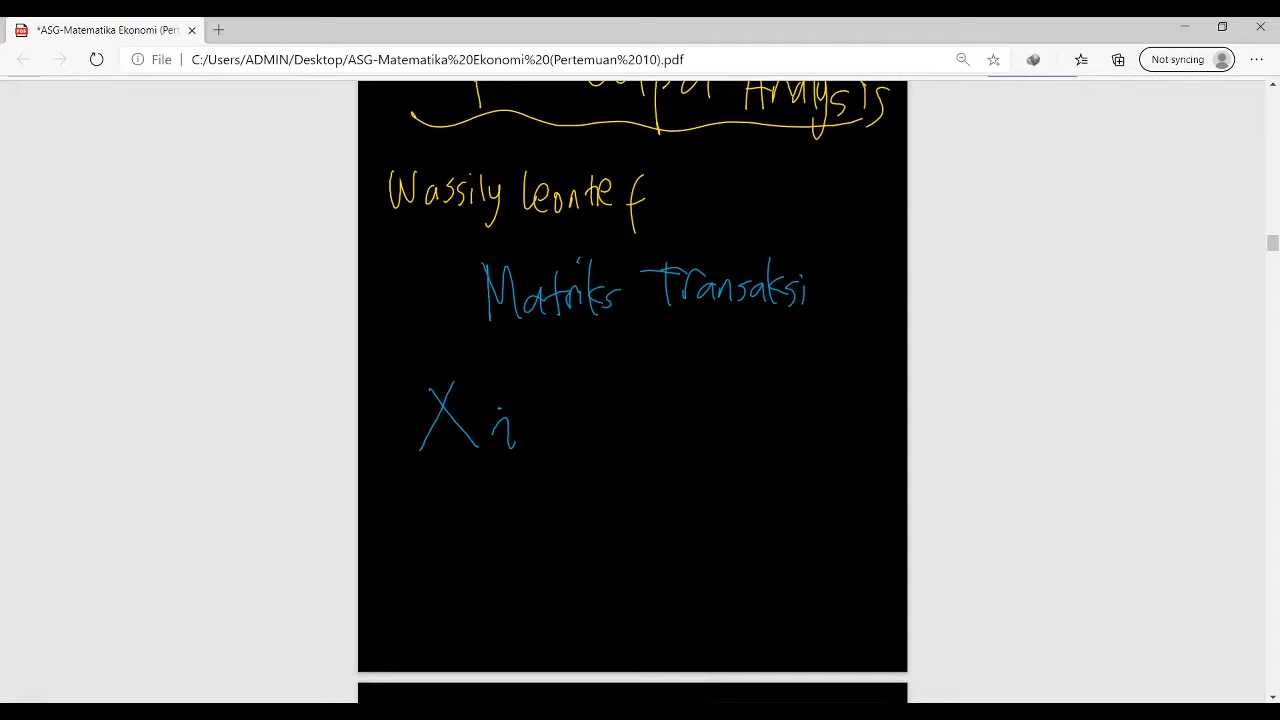 *ASG-Matematika Ekonomi (Pert
File
C:/Users/ADMIN/Desktop/ASG-Matematika%20Ekonomi%20(Pertemuan%2010).pdf
Not syncing
Analysis
Wassily leontef
Matriks Transaksi
Xi